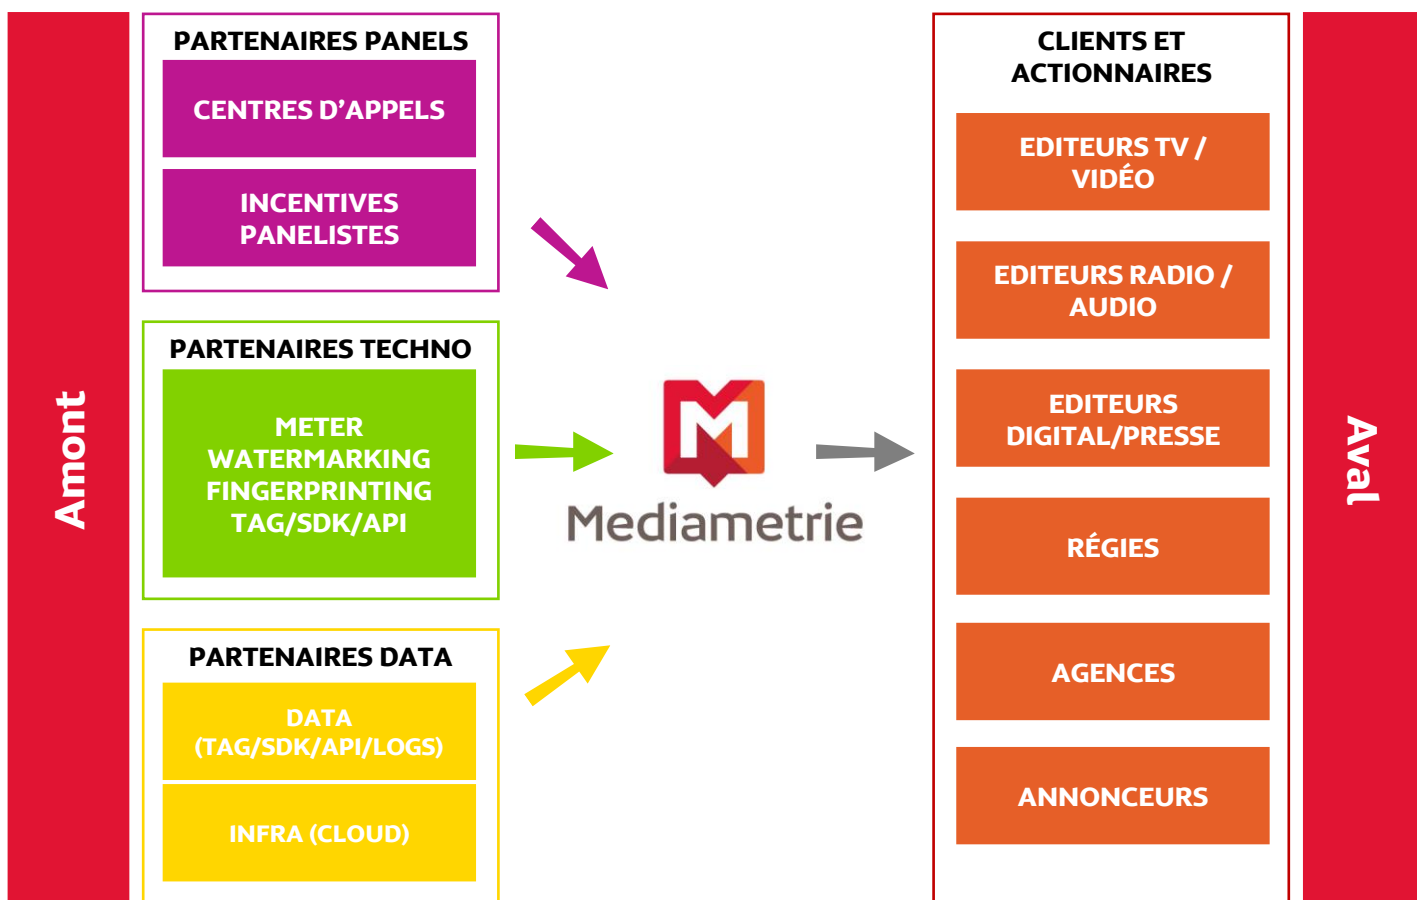 Amont
PARTENAIRES PANELS
CENTRES D’APPELS
INCENTIVES
PANELISTES
PARTENAIRES TECHNO
METER
WATERMARKING
FINGERPRINTING
TAG/SDK/API
PARTENAIRES DATA
DATA
(TAG/SDK/API/LOGS)
INFRA (CLOUD)
Mediametrie
CLIENTS ET
ACTIONNAIRES
EDITEURS TV /
VIDÉO
EDITEURS RADIO /
AUDIO
EDITEURS
DIGITAL/PRESSE
RÉGIES
AGENCES
ANNONCEURS
Aval